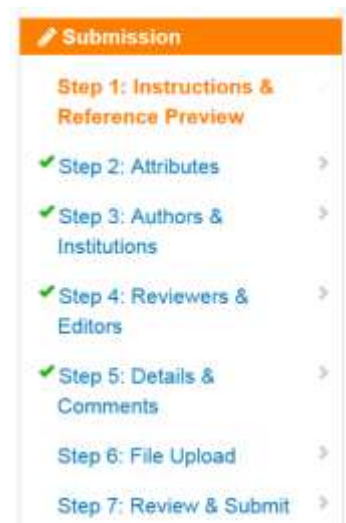 Submission
Step 1: Instructions &
Reference Preview
Step 2: Attributes
Step 3: Authors &
Institutions
Step 4: Reviewers &
Editors
Step 5: Details &
Comments
Step 6: File Upload
Step 7: Review & Submit